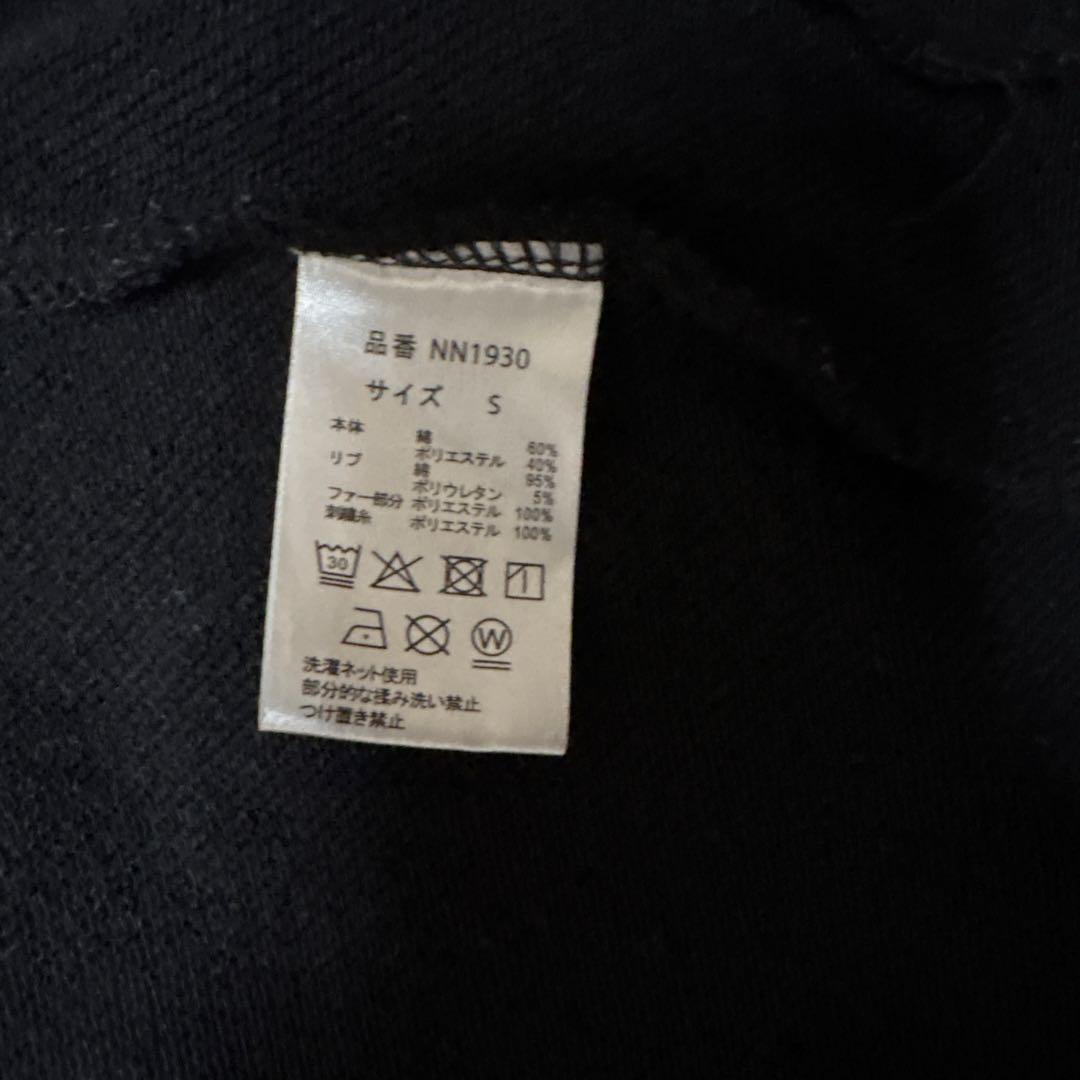 品番 NN1930
サイズ S
本体 綿 60%
ポリエステル 40%
リブ 綿 95%
ポリウレタン 5%
ファー部分 ポリエステル 100%
刺繍糸 ポリエステル 100%
30
W
洗濯ネット使用
部分的な揉み洗い禁止
つけ置き禁止